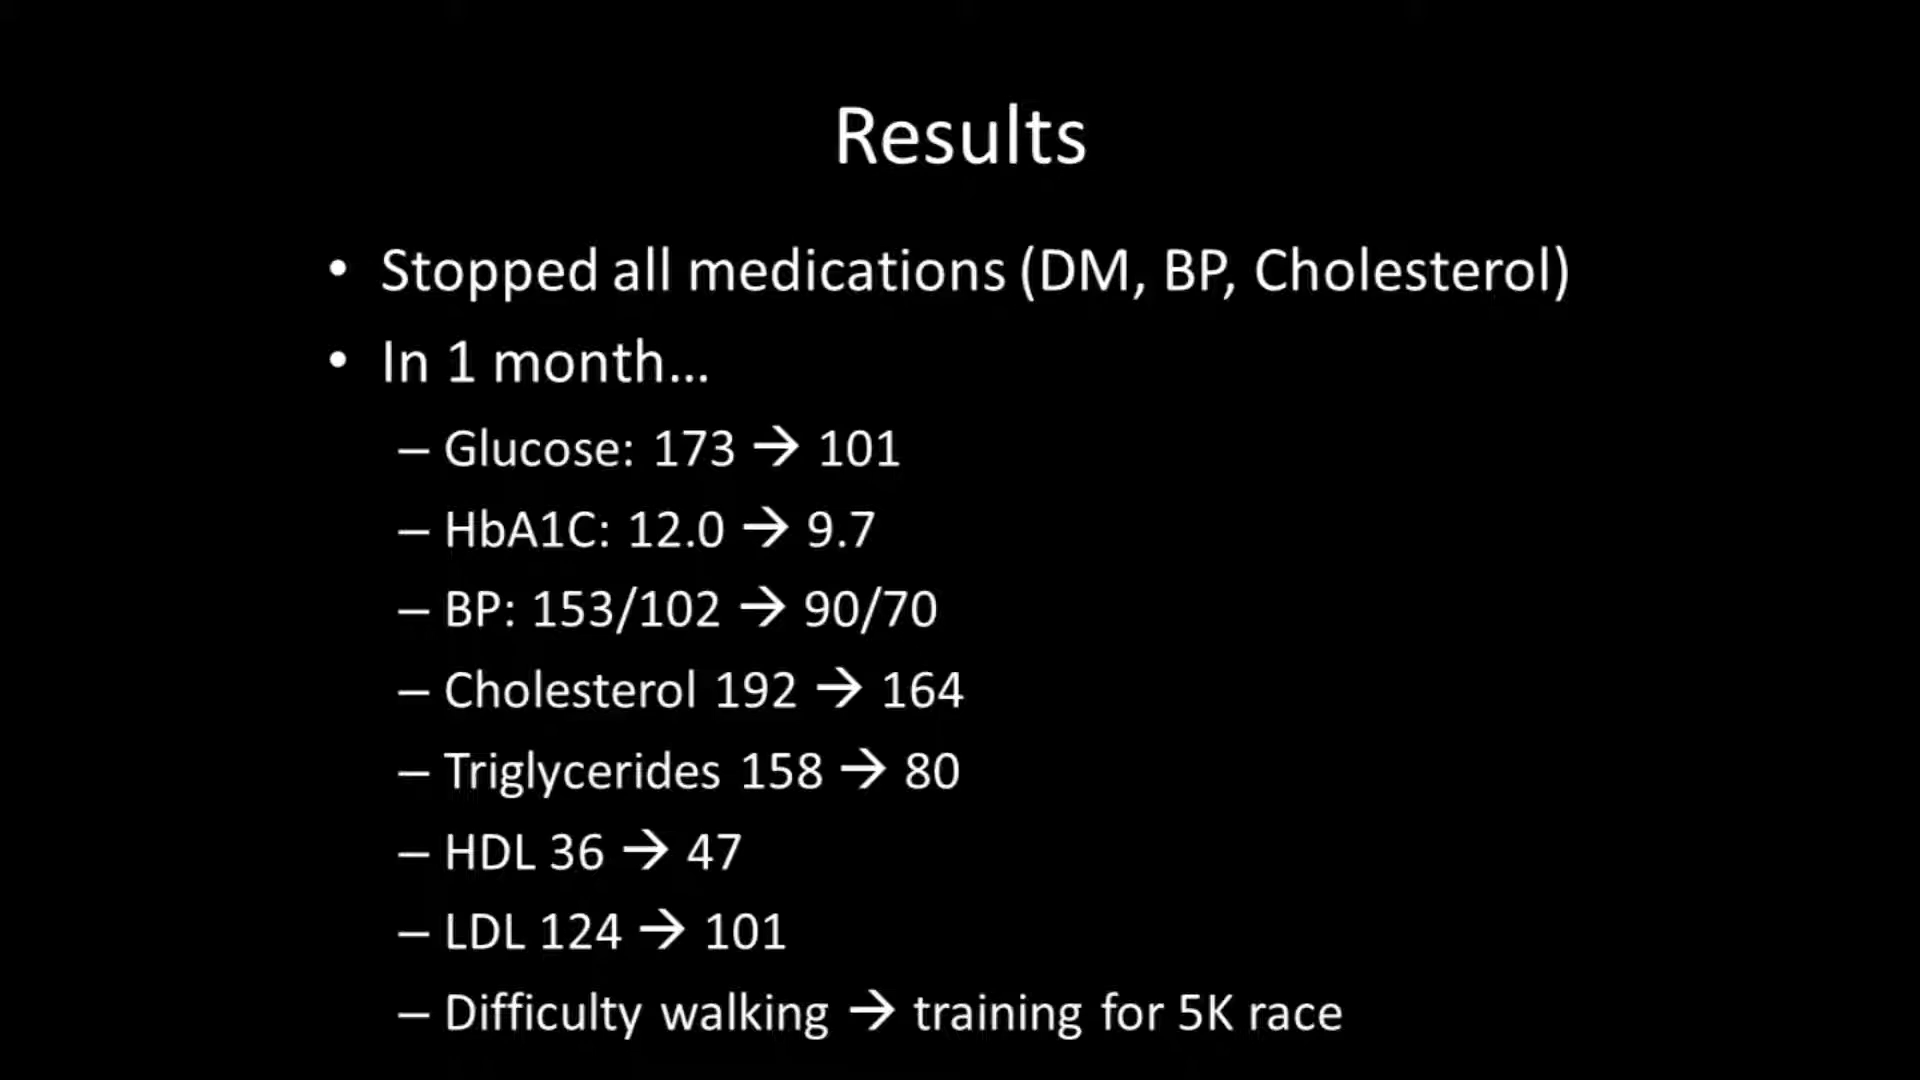 Results
• Stopped all medications (DM, BP, Cholesterol)
• In 1 month...
– Glucose: 173 → 101
– HbA1C: 12.0 → 9.7
– BP: 153/102 → 90/70
– Cholesterol 192 → 164
– Triglycerides 158 → 80
– HDL 36 → 47
– LDL 124 → 101
– Difficulty walking → training for 5K race